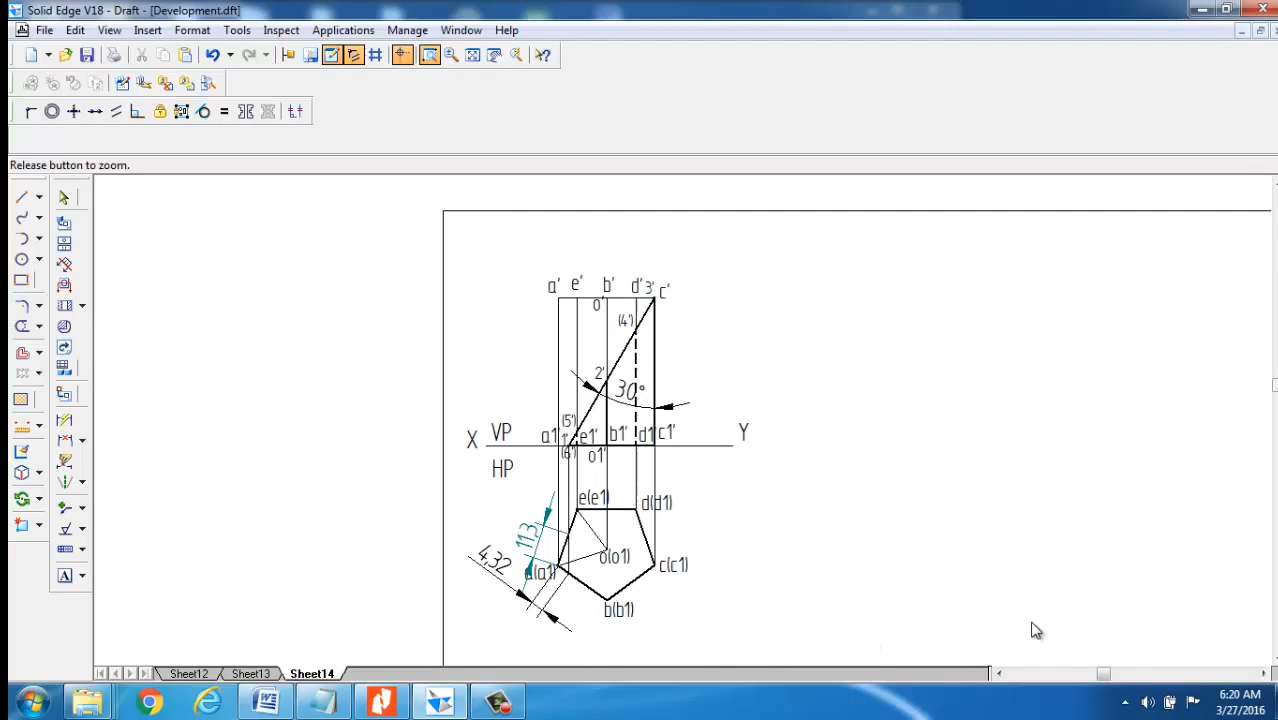 Solid Edge V18 - Draft - [Development.dft]
File Edit View Insert Format Tools Inspect Applications Manage Window Help
Release button to zoom.
a' e' b' d' 3' c'
o'
(4')
2'
30°
(5')
X VP a1' 1' e1' b1' d1' c1' Y
(6') o1'
HP
e(e1) d(d1)
11,3
4,32
o(o1)
a(a1) c(c1)
b(b1)
Sheet12 Sheet13 Sheet14
6:20 AM
3/27/2016